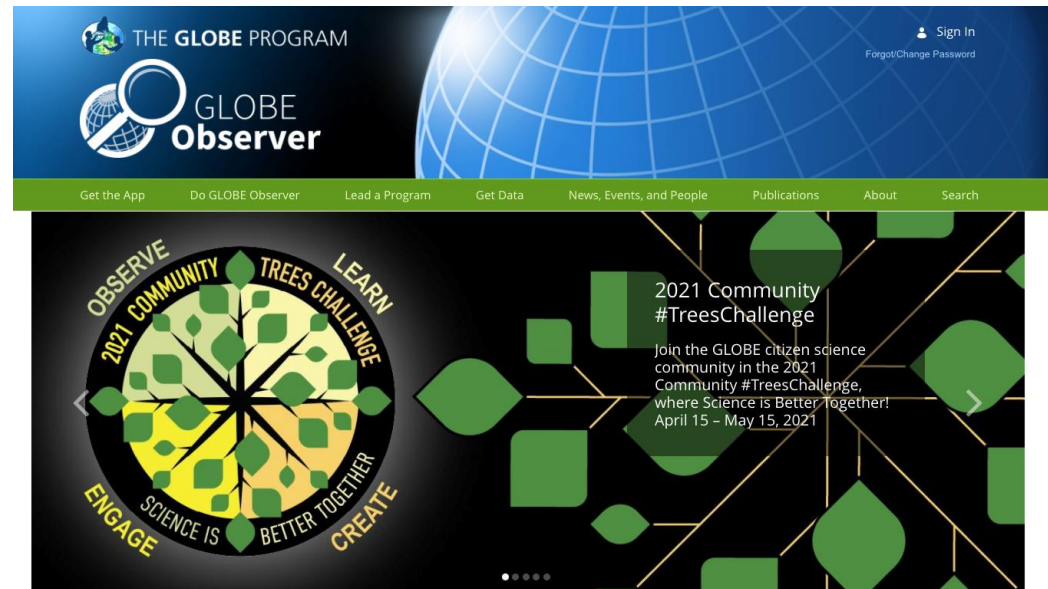 THE GLOBE PROGRAM
GLOBE
Observer
Sign In
Forgot/Change Password
Get the App
Do GLOBE Observer
Lead a Program
Get Data
News, Events, and People
Publications
About
Search
OBSERVE
LEARN
2021 COMMUNITY TREES CHALLENGE
ENGAGE
CREATE
SCIENCE IS BETTER TOGETHER
2021 Community
#TreesChallenge
Join the GLOBE citizen science
community in the 2021
Community #TreesChallenge,
where Science is Better Together!
April 15 – May 15, 2021